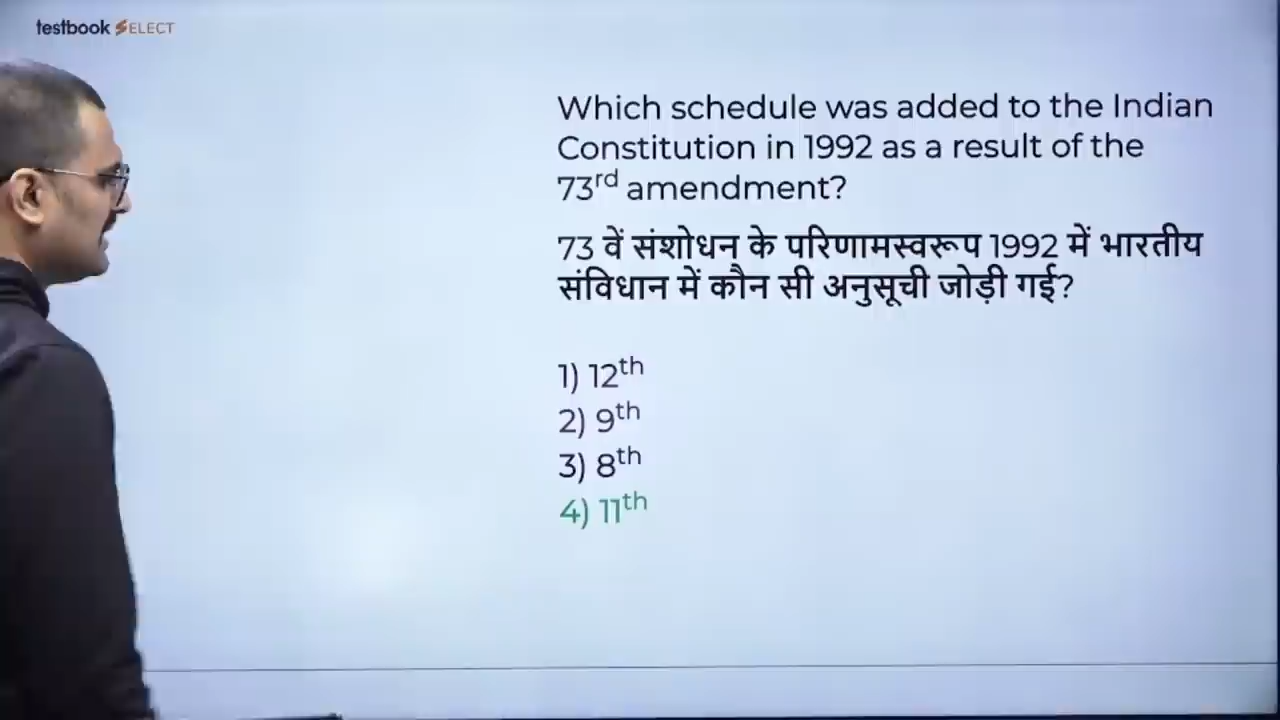 testbook SELECT
Which schedule was added to the Indian
Constitution in 1992 as a result of the
73rd amendment?
73 वें संशोधन के परिणामस्वरूप 1992 में भारतीय
संविधान में कौन सी अनुसूची जोड़ी गई?
1) 12th
2) 9th
3) 8th
4) 11th